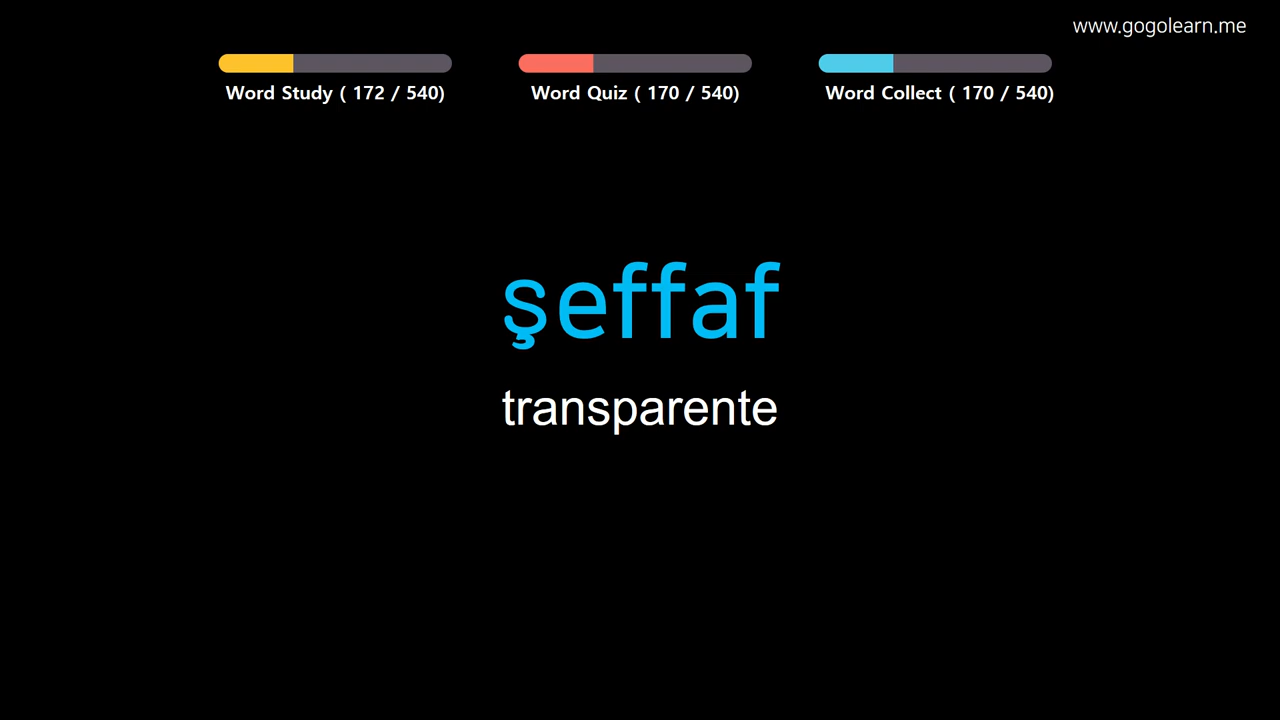 www.gogolearn.me
Word Study ( 172 / 540)
Word Quiz ( 170 / 540)
Word Collect ( 170 / 540)
şeffaf
transparente